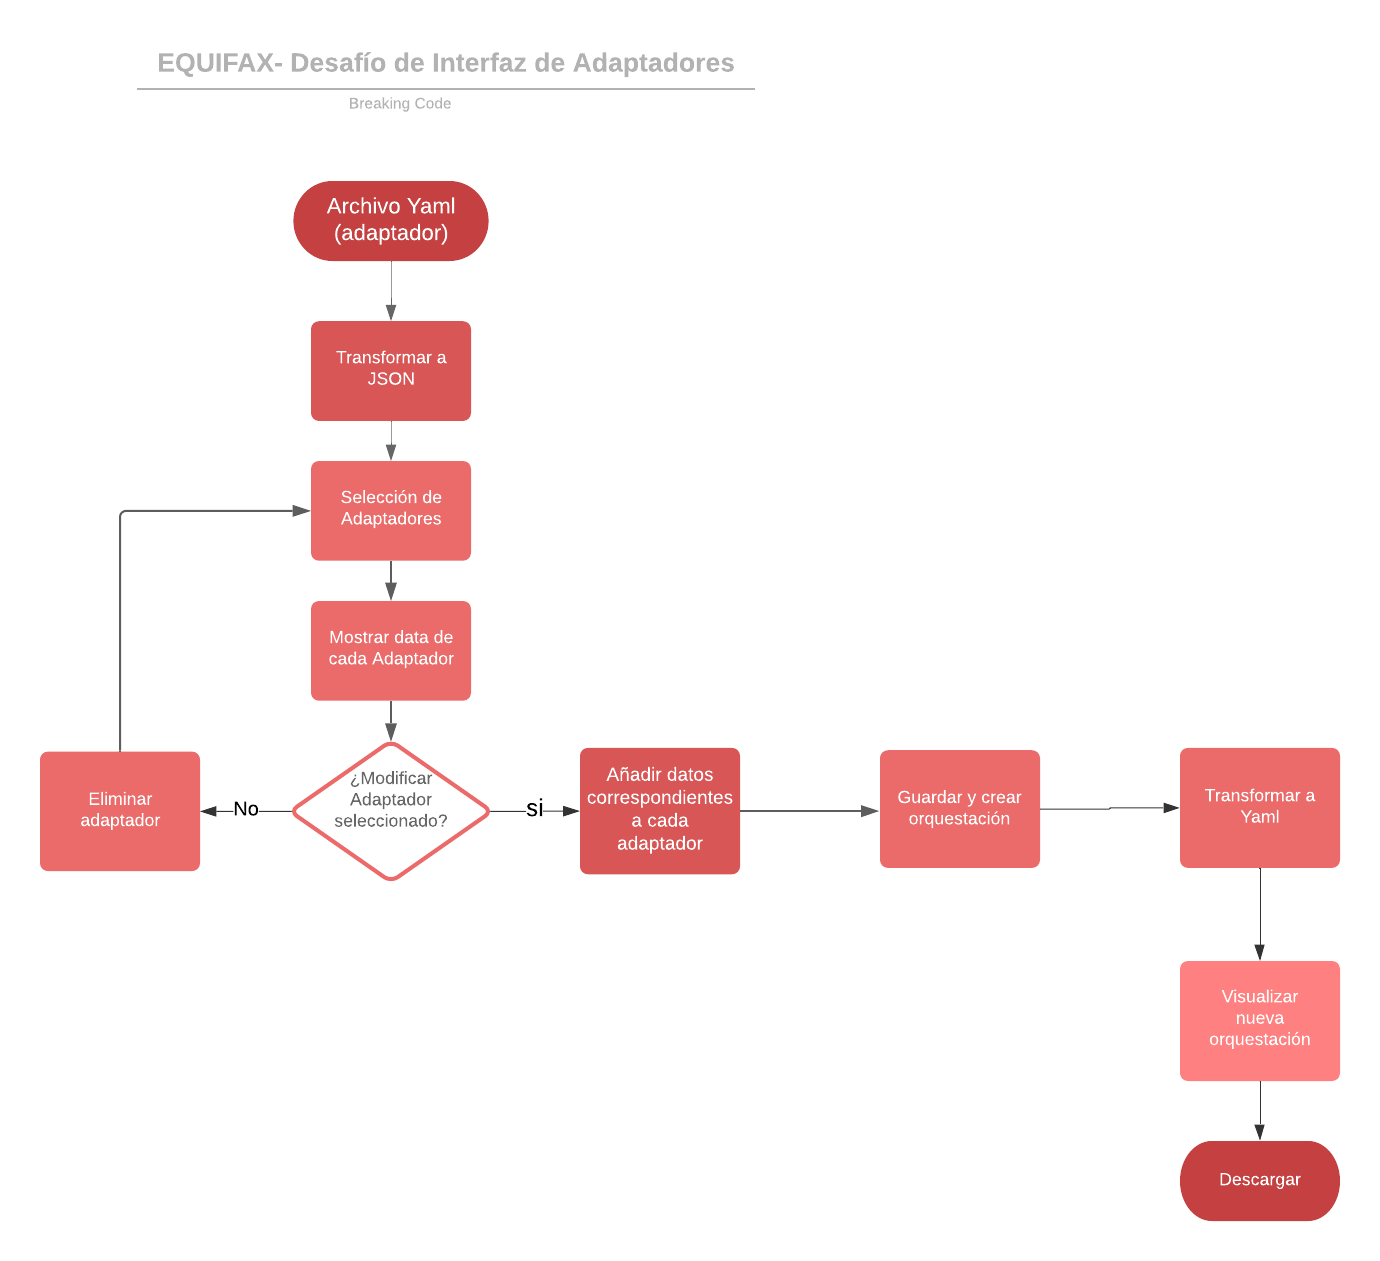 EQUIFAX- Desafío de Interfaz de Adaptadores
Breaking Code
Archivo Yaml
(adaptador)
Transformar a
JSON
Selección de
Adaptadores
Mostrar data de
cada Adaptador
¿Modificar
Adaptador
seleccionado?
No
Eliminar
adaptador
si
Añadir datos
correspondientes
a cada
adaptador
Guardar y crear
orquestación
Transformar a
Yaml
Visualizar
nueva
orquestación
Descargar